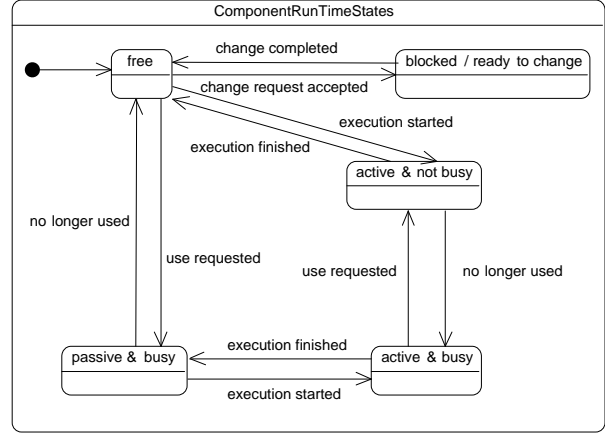 ComponentRunTimeStates
change completed
free
blocked / ready to change
change request accepted
execution started
execution finished
active & not busy
no longer used
use requested
use requested
no longer used
execution finished
passive & busy
active & busy
execution started